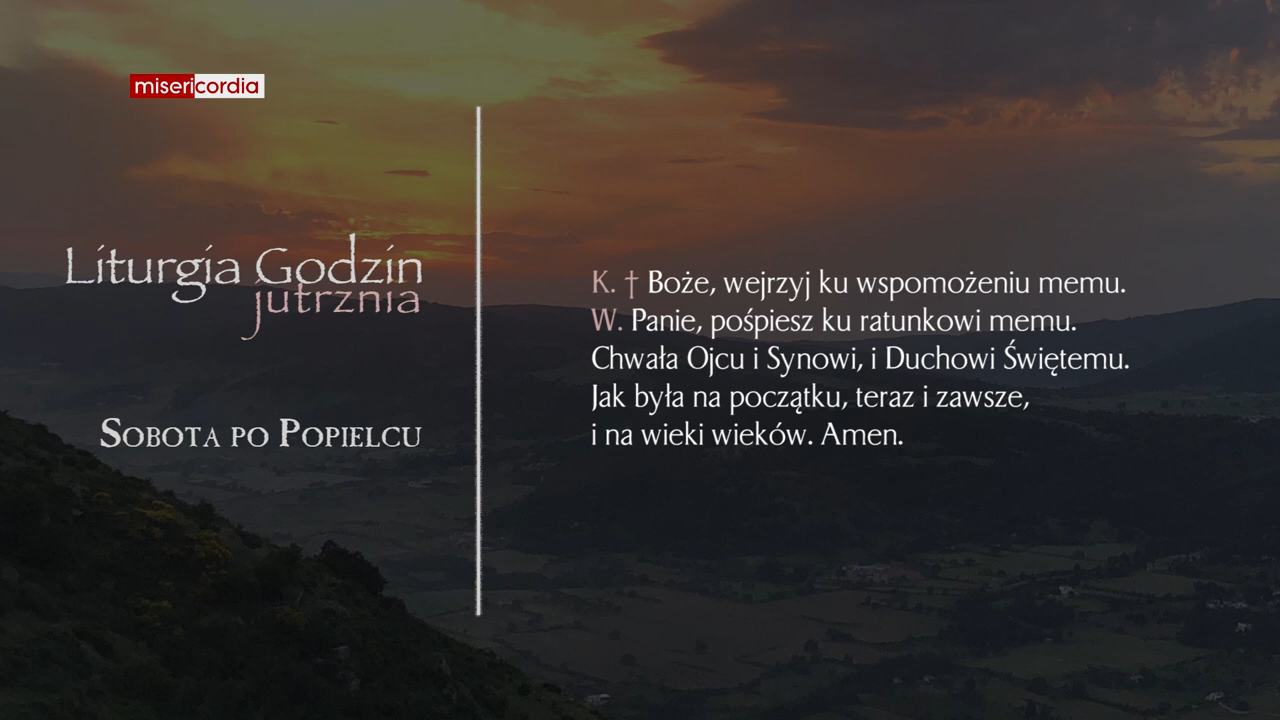 misericordia
Liturgia Godzin
jutrznia
Sobota po Popielcu
K. † Boże, wejrzyj ku wspomożeniu memu.
W. Panie, pośpiesz ku ratunkowi memu.
Chwała Ojcu i Synowi, i Duchowi Świętemu.
Jak była na początku, teraz i zawsze,
i na wieki wieków. Amen.